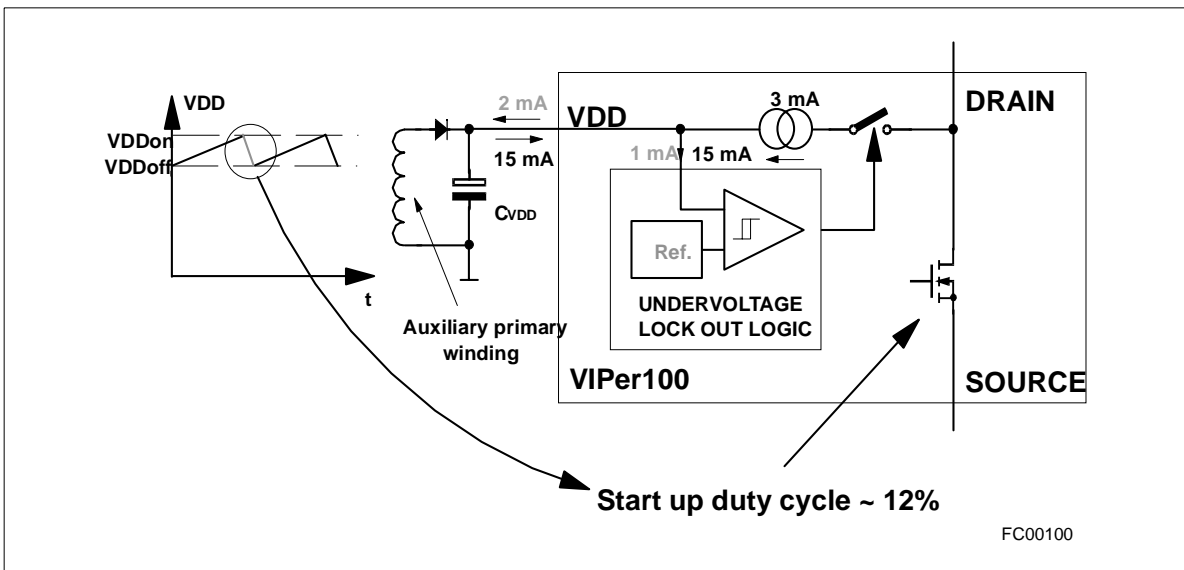 VDD
VDDon
VDDoff
t
2 mA
15 mA
CVDD
Auxiliary primary
winding
VDD
3 mA
1 mA
15 mA
DRAIN
Ref.
UNDERVOLTAGE
LOCK OUT LOGIC
VIPer100
SOURCE
Start up duty cycle ~ 12%
FC00100